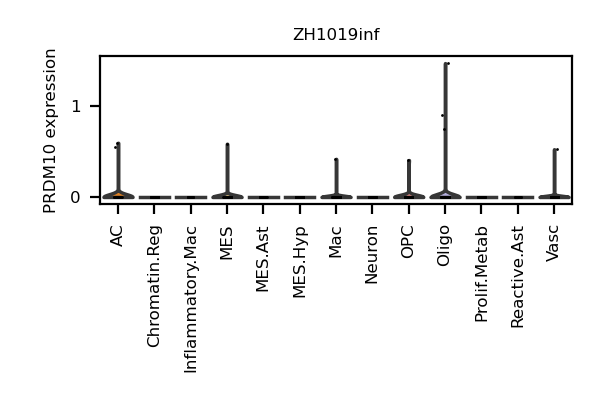 ZH1019inf
PRDM10 expression
1
0
AC
Chromatin.Reg
Inflammatory.Mac
MES
MES.Ast
MES.Hyp
Mac
Neuron
OPC
Oligo
Prolif.Metab
Reactive.Ast
Vasc